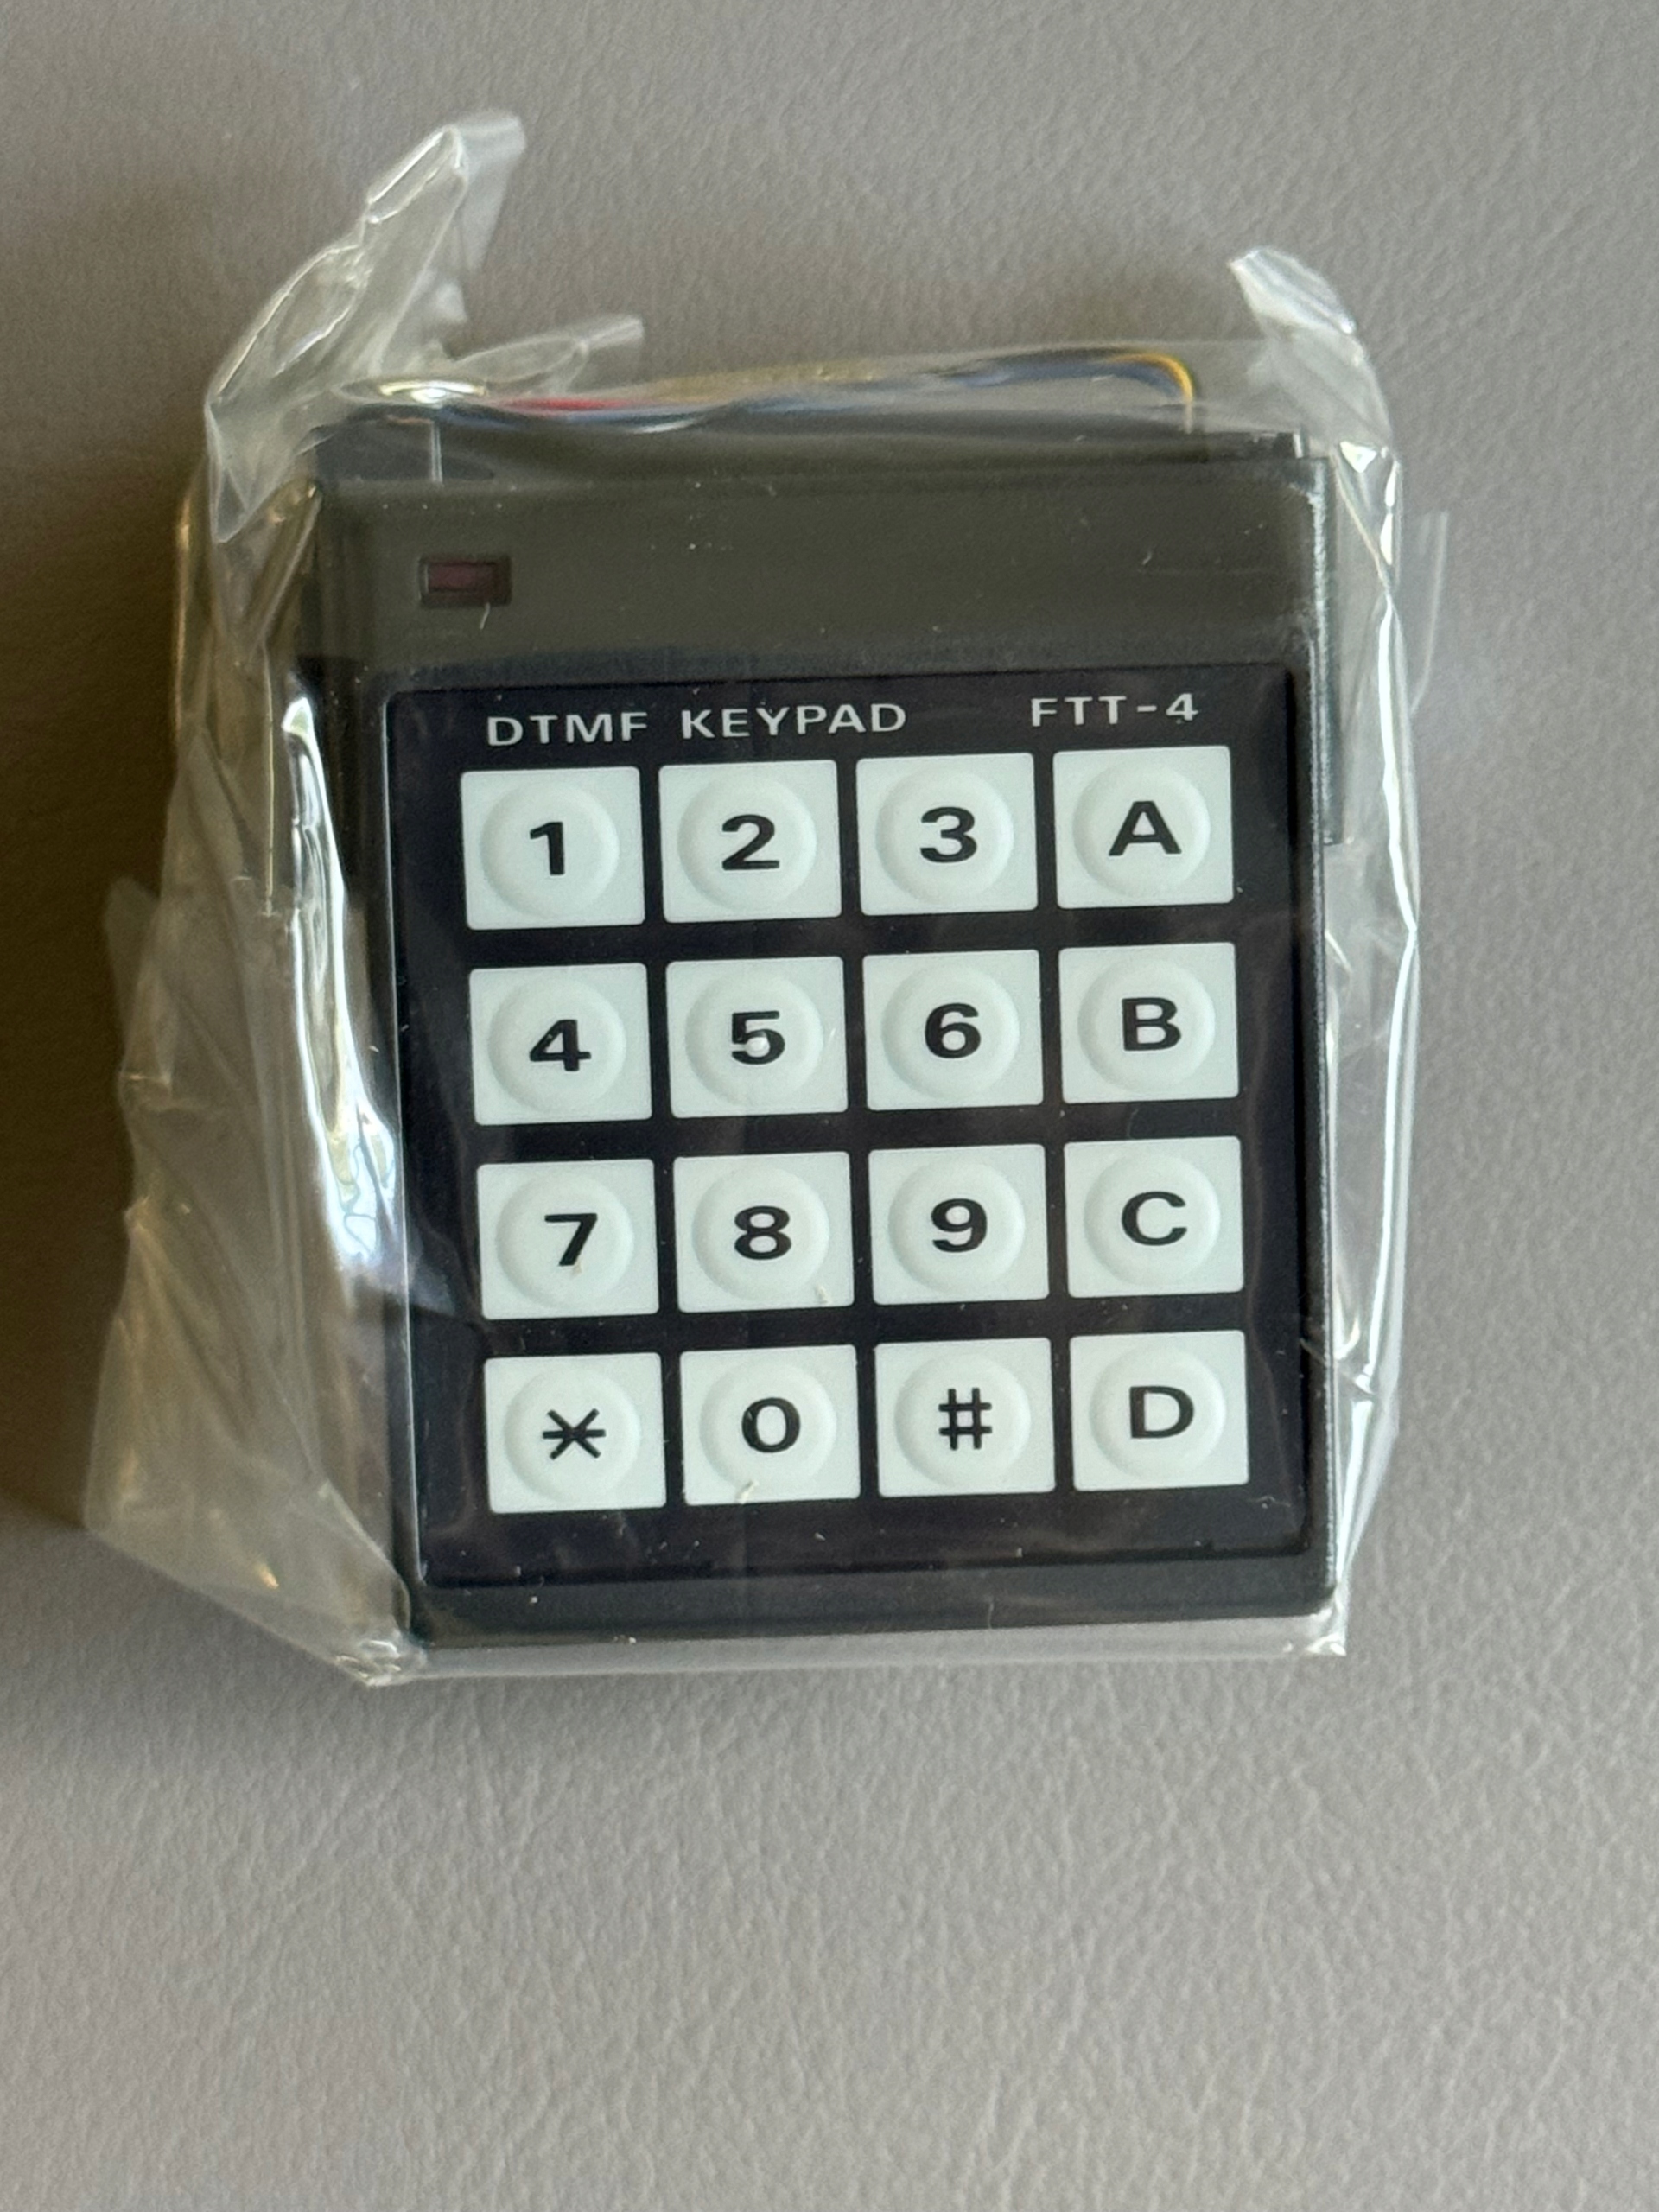 DTMF KEYPAD FTT-4
1 2 3 A
4 5 6 B
7 8 9 C
* 0 # D